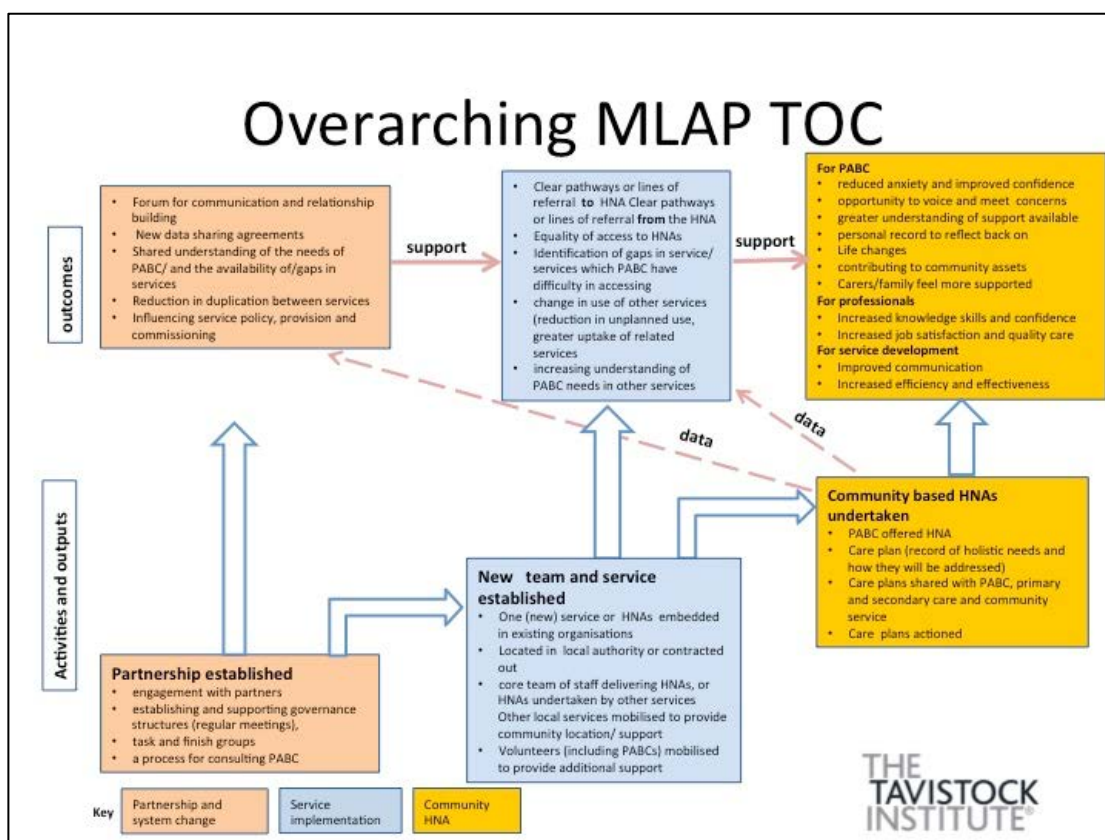 Overarching MLAP TOC
outcomes
• Forum for communication and relationship
building
• New data sharing agreements
• Shared understanding of the needs of
PABC/ and the availability of/gaps in
services
• Reduction in duplication between services
• Influencing service policy, provision and
commissioning
support
• Clear pathways or lines of
referral to HNA Clear pathways
or lines of referral from the HNA
• Equality of access to HNAs
• Identification of gaps in service/
services which PABC have
difficulty in accessing
• change in use of other services
(reduction in unplanned use,
greater uptake of related
services
• increasing understanding of
PABC needs in other services
support
For PABC
• reduced anxiety and improved confidence
• opportunity to voice and meet concerns
• greater understanding of support available
• personal record to reflect back on
• Life changes
• contributing to community assets
• Carers/family feel more supported
For professionals
• Increased knowledge skills and confidence
• Increased job satisfaction and quality care
For service development
• Improved communication
• Increased efficiency and effectiveness
data
data
Activities and outputs
Partnership established
• engagement with partners
• establishing and supporting governance
structures (regular meetings),
• task and finish groups
• a process for consulting PABC
New team and service
established
• One (new) service or HNAs embedded
in existing organisations
• Located in local authority or contracted
out
• core team of staff delivering HNAs, or
HNAs undertaken by other services
Other local services mobilised to provide
community location/ support
• Volunteers (including PABCs) mobilised
to provide additional support
Community based HNAs
undertaken
• PABC offered HNA
• Care plan (record of holistic needs and
how they will be addressed)
• Care plans shared with PABC, primary
and secondary care and community
service
• Care plans actioned
Key
Partnership and
system change
Service
implementation
Community
HNA
THE
TAVISTOCK
INSTITUTE®